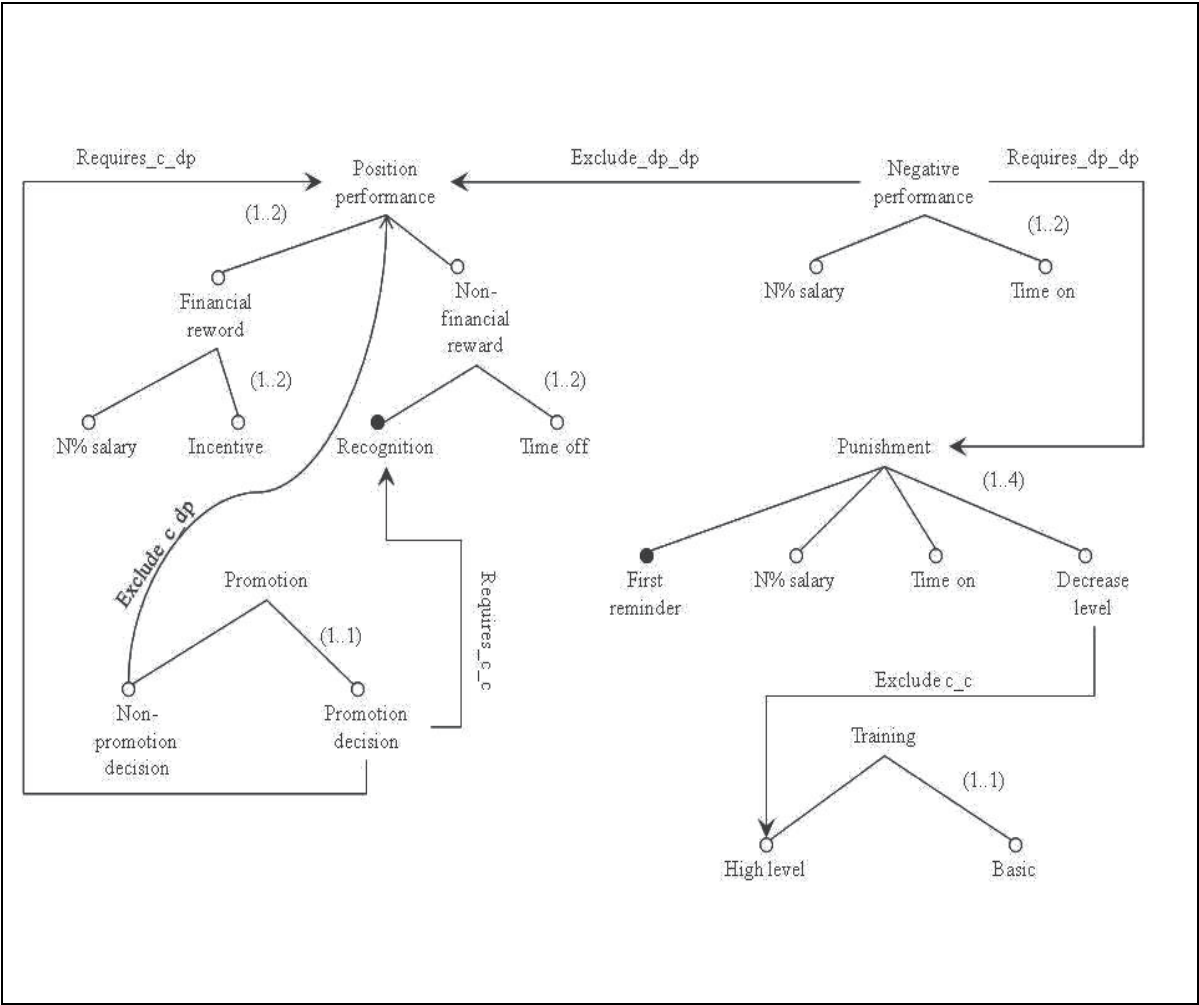 Requires_c_dp
Exclude_dp_dp
Requires_dp_dp
Position
performance
Negative
performance
(1..2)
(1..2)
Financial
reword
Non-
financial
reward
N% salary
Time on
(1..2)
(1..2)
N% salary
Incentive
Recognition
Time off
Punishment
(1..4)
Exclude_c_dp
Promotion
Requires_c_c
First
reminder
N% salary
Time on
Decrease
level
(1..1)
Non-
promotion
decision
Promotion
decision
Exclude c_c
Training
(1..1)
High level
Basic